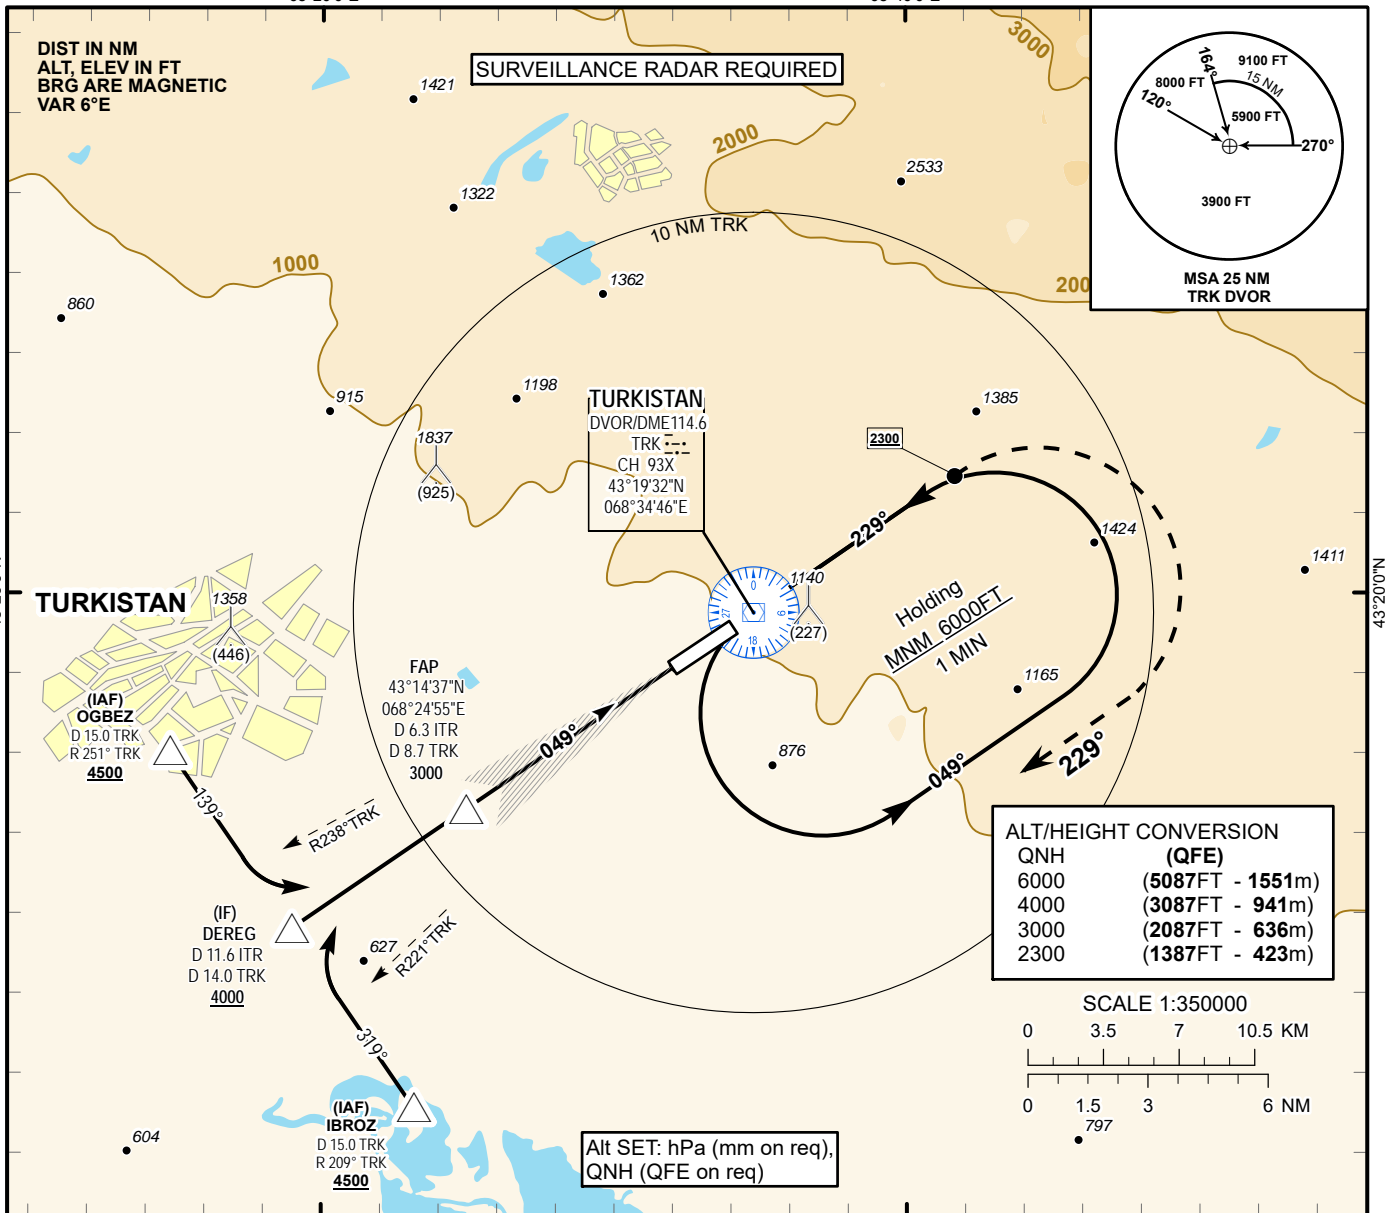 DIST IN NM
ALT, ELEV IN FT
BRG ARE MAGNETIC
VAR 6°E
SURVEILLANCE RADAR REQUIRED
1421
3000
2000
2533
1322
10 NM TRK
1362
1000
860
200
164°
9100 FT
8000 FT
15 NM
120°
5900 FT
270°
3900 FT
MSA 25 NM
TRK DVOR
915
1198
1837
(925)
TURKISTAN
DVOR/DME114.6
TRK
CH 93X
43°19'32"N
068°34'46"E
1385
2300
229°
1424
1411
43°20'0"N
TURKISTAN
1358
(446)
0
9
18
27
1140
(227)
Holding
MNM 6000FT
1 MIN
1165
FAP
43°14'37"N
068°24'55"E
D 6.3 ITR
D 8.7 TRK
3000
049°
(IAF)
OGBEZ
D 15.0 TRK
R 251° TRK
4500
139°
R238°TRK
876
049°
229°
(IF)
DEREG
D 11.6 ITR
D 14.0 TRK
4000
627
R221°TRK
319°
(IAF)
IBROZ
D 15.0 TRK
R 209° TRK
4500
604
ALT/HEIGHT CONVERSION
QNH (QFE)
6000 (5087FT - 1551m)
4000 (3087FT - 941m)
3000 (2087FT - 636m)
2300 (1387FT - 423m)
SCALE 1:350000
0 3.5 7 10.5 KM
0 1.5 3 6 NM
797
Alt SET: hPa (mm on req),
QNH (QFE on req)